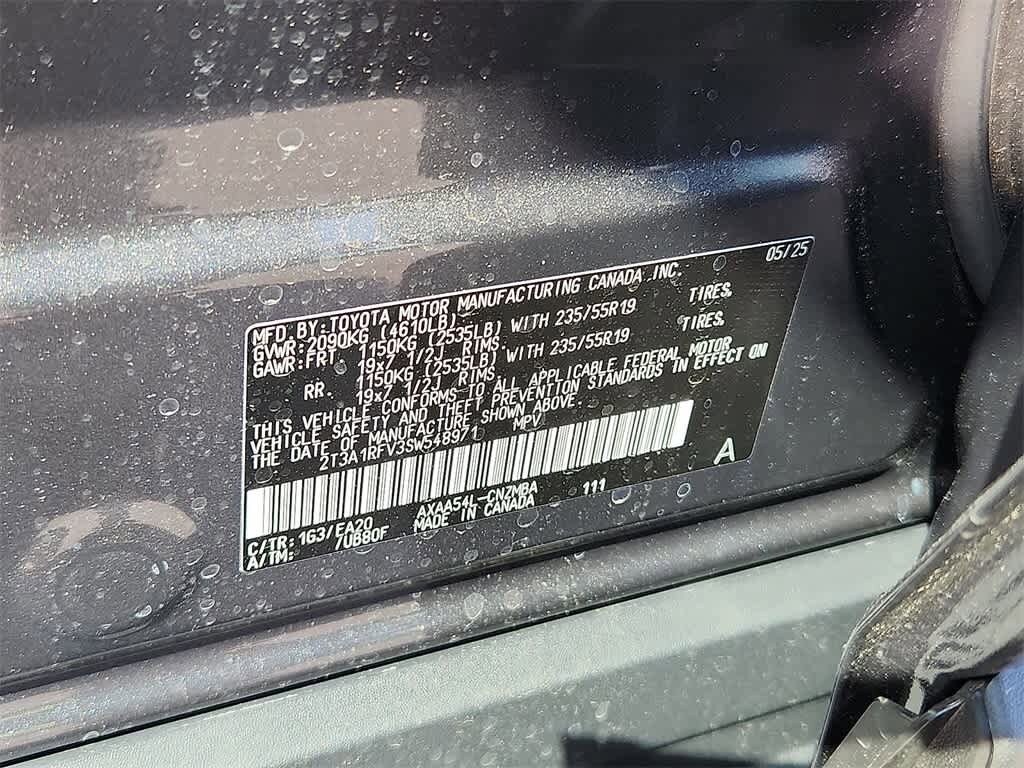 05/25
MFD. BY: TOYOTA MOTOR MANUFACTURING CANADA INC.
GVWR: 2090KG (4610LB)
GAWR: FRT. 1150KG (2535LB) WITH 235/55R19 TIRES,
19x7 1/2J RIMS.
RR. 1150KG (2535LB) WITH 235/55R19 TIRES,
19x7 1/2J RIMS.
THIS VEHICLE CONFORMS TO ALL APPLICABLE FEDERAL MOTOR
VEHICLE SAFETY AND THEFT PREVENTION STANDARDS IN EFFECT ON
THE DATE OF MANUFACTURE SHOWN ABOVE.
2T3A1RFV3SW548971 MPV
A
C/TR: 1G3/EA20 AXAA54L-CNZMBA 111
A/TM: /UB80F MADE IN CANADA